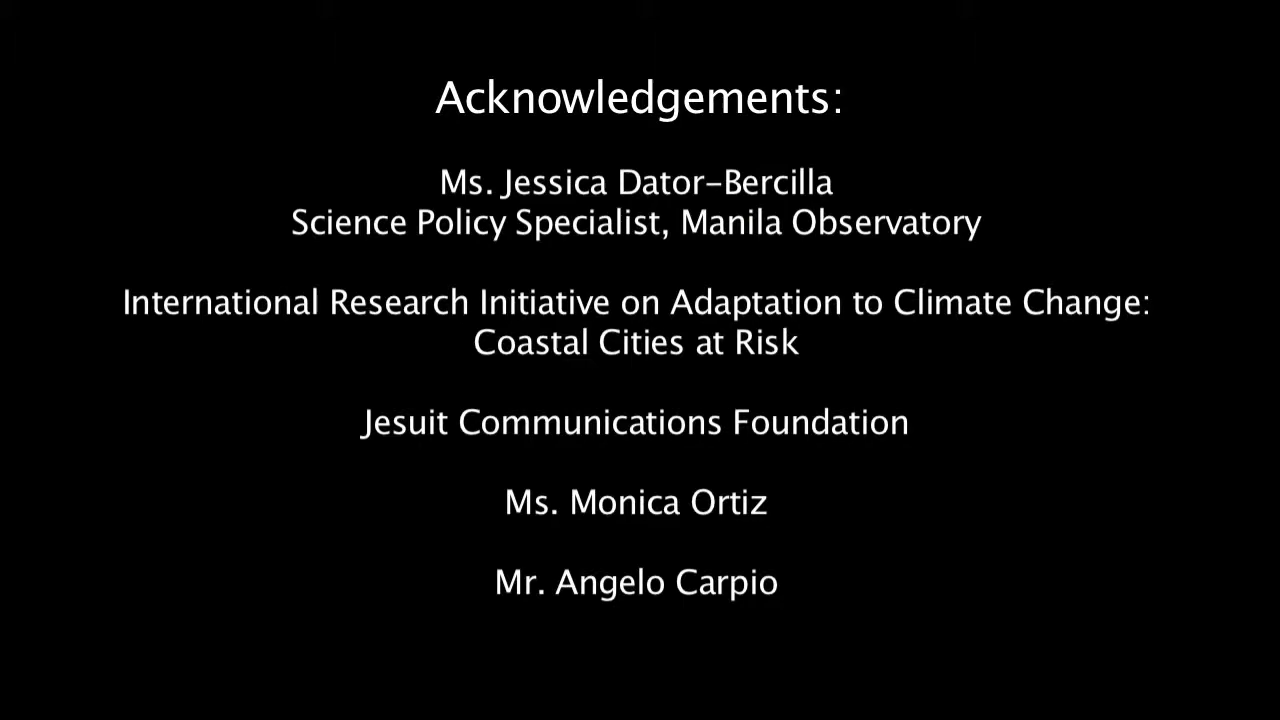 Acknowledgements:
Ms. Jessica Dator-Bercilla
Science Policy Specialist, Manila Observatory
International Research Initiative on Adaptation to Climate Change:
Coastal Cities at Risk
Jesuit Communications Foundation
Ms. Monica Ortiz
Mr. Angelo Carpio